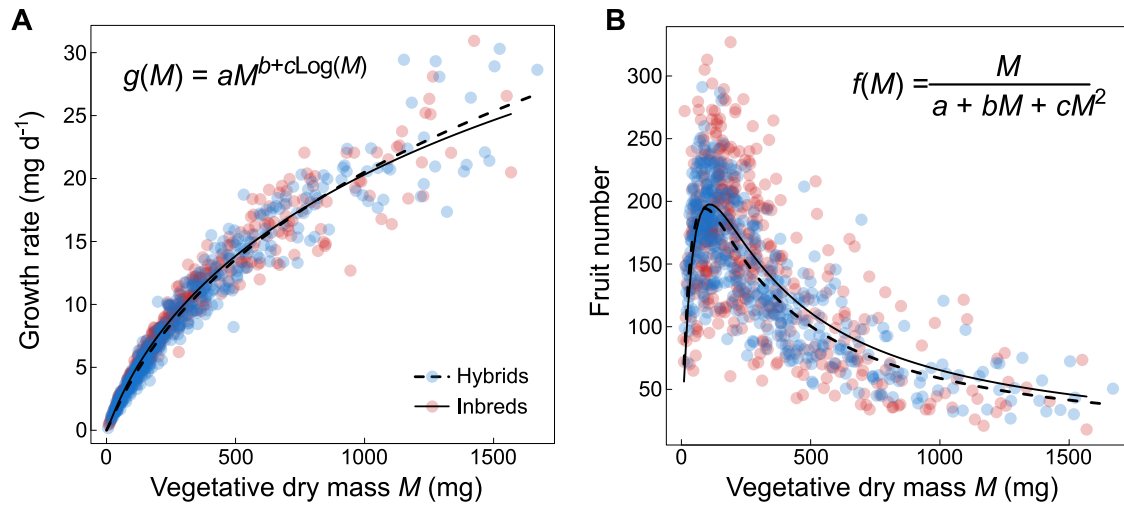 A
g(M) = aM^{b+cLog(M)}
Growth rate (mg d⁻¹)
30
25
20
15
10
5
0
Hybrids
Inbreds
0 500 1000 1500
Vegetative dry mass M (mg)
B
f(M) = M / (a + bM + cM²)
Fruit number
300
250
200
150
100
50
0 500 1000 1500
Vegetative dry mass M (mg)